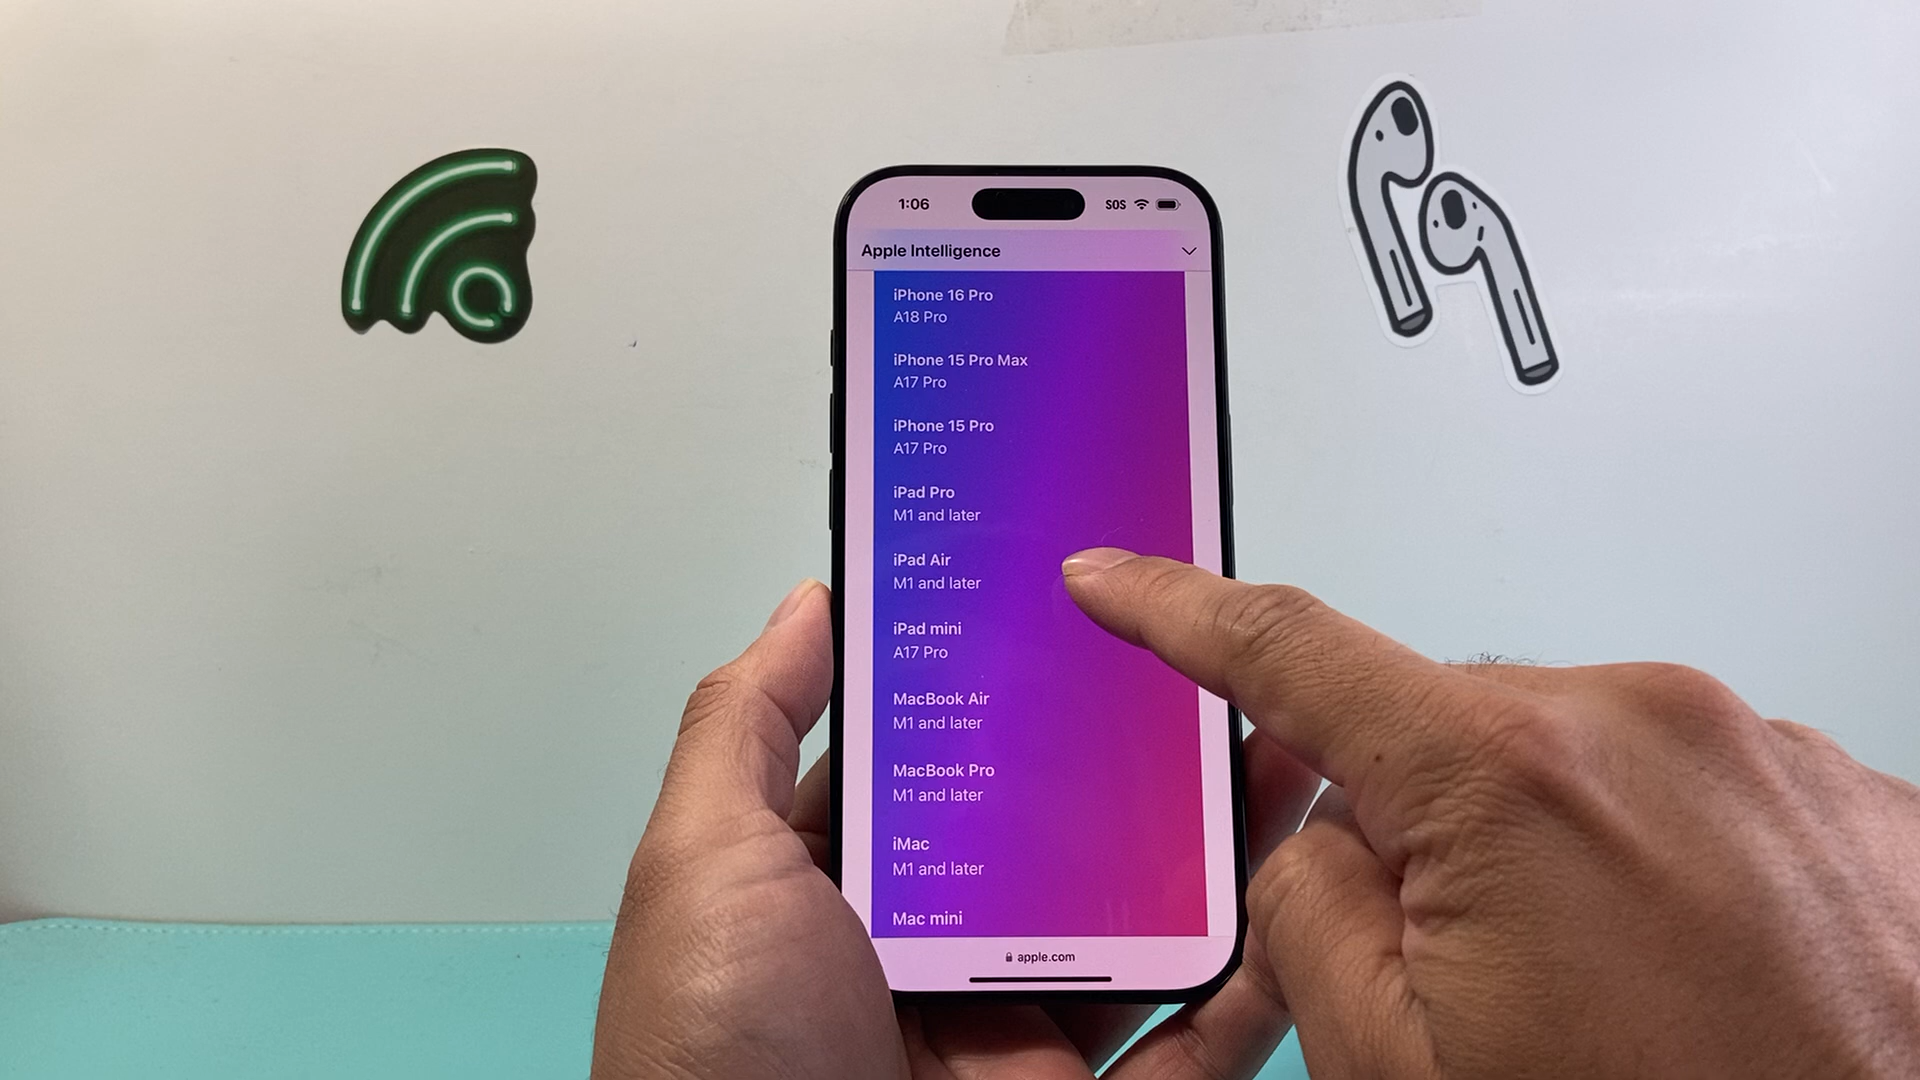 1:06
SOS
Apple Intelligence
iPhone 16 Pro
A18 Pro
iPhone 15 Pro Max
A17 Pro
iPhone 15 Pro
A17 Pro
iPad Pro
M1 and later
iPad Air
M1 and later
iPad mini
A17 Pro
MacBook Air
M1 and later
MacBook Pro
M1 and later
iMac
M1 and later
Mac mini
apple.com